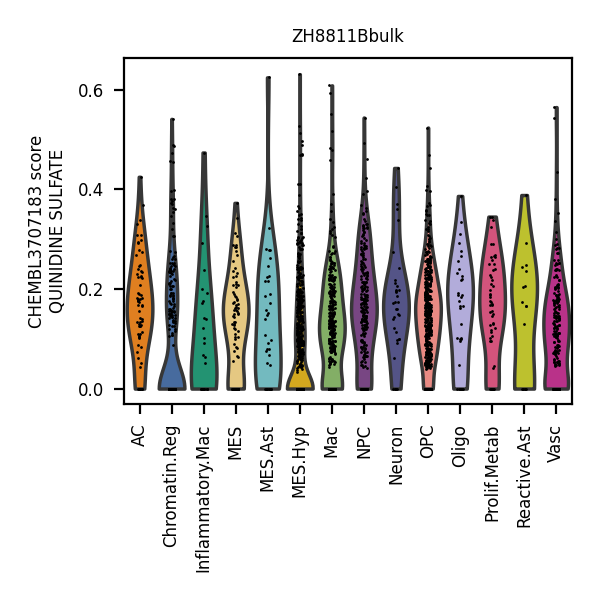 ZH8811Bbulk
CHEMBL3707183 score
QUINIDINE SULFATE
0.6
0.4
0.2
0.0
AC
Chromatin.Reg
Inflammatory.Mac
MES
MES.Ast
MES.Hyp
Mac
NPC
Neuron
OPC
Oligo
Prolif.Metab
Reactive.Ast
Vasc